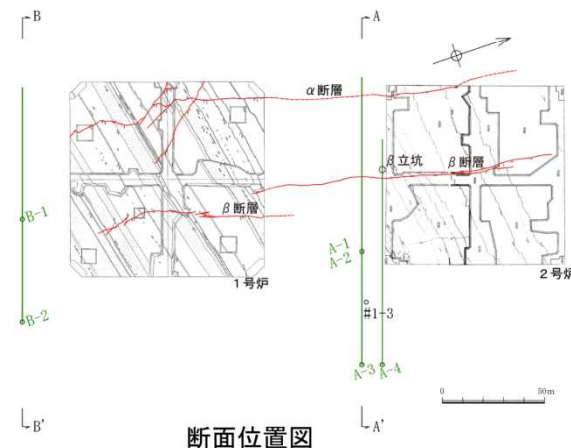 B
A
α断層
β立坑
β断層
B-1
β断層
A-1
A-2
1号炉
2号炉
#1-3
B-2
A-3
A-4
0
50m
B'
A'
断面位置図